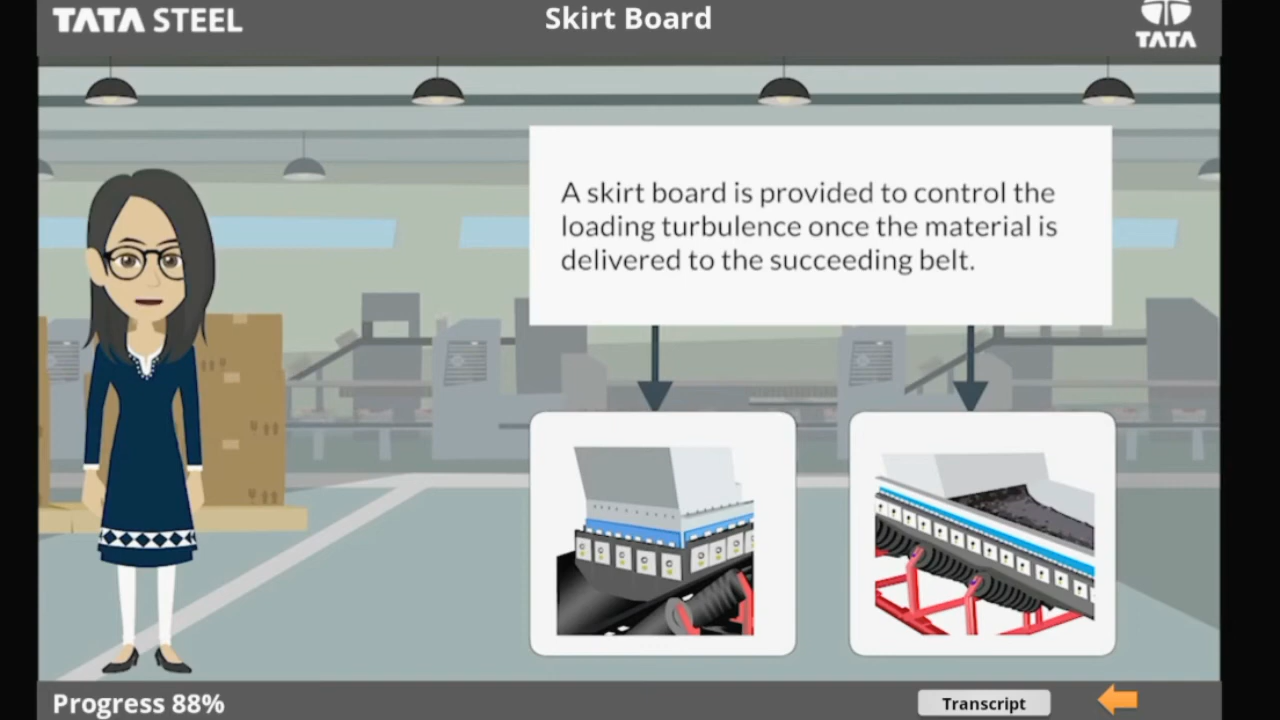 TATA STEEL
Skirt Board
TATA
A skirt board is provided to control the
loading turbulence once the material is
delivered to the succeeding belt.
Progress 88%
Transcript